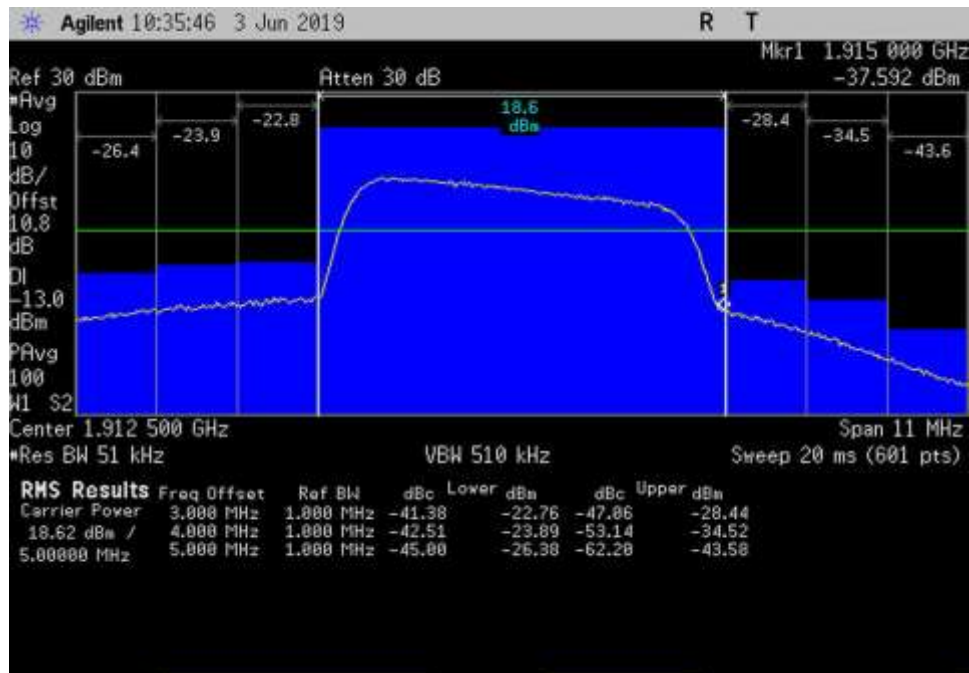 Agilent 10:35:46 3 Jun 2019 R T
Mkr1 1.915 000 GHz
Ref 30 dBm Atten 30 dB -37.592 dBm
#Avg
Log
10
dB/
Offst
10.8
dB
DI
-13.0
dBm
PAvg
100
W1 S2
18.6
dBm
-26.4 -23.9 -22.8 -28.4 -34.5 -43.6
1
Center 1.912 500 GHz Span 11 MHz
#Res BW 51 kHz VBW 510 kHz Sweep 20 ms (601 pts)
RMS Results Freq Offset Ref BW dBc Lower dBm dBc Upper dBm
Carrier Power 3.000 MHz 1.000 MHz -41.38 -22.76 -47.06 -28.44
18.62 dBm / 4.000 MHz 1.000 MHz -42.51 -23.89 -53.14 -34.52
5.00000 MHz 5.000 MHz 1.000 MHz -45.00 -26.38 -62.20 -43.58